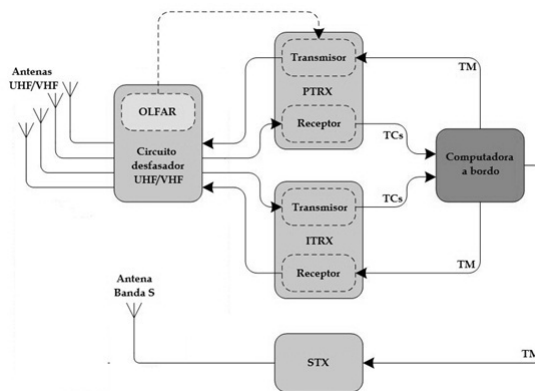 Antenas
UHF/VHF
OLFAR
Circuito
desfasador
UHF/VHF
Transmisor
PTRX
Receptor
TM
TCs
Computadora
a bordo
Transmisor
ITRX
Receptor
TCs
TM
Antena
Banda S
STX
TM